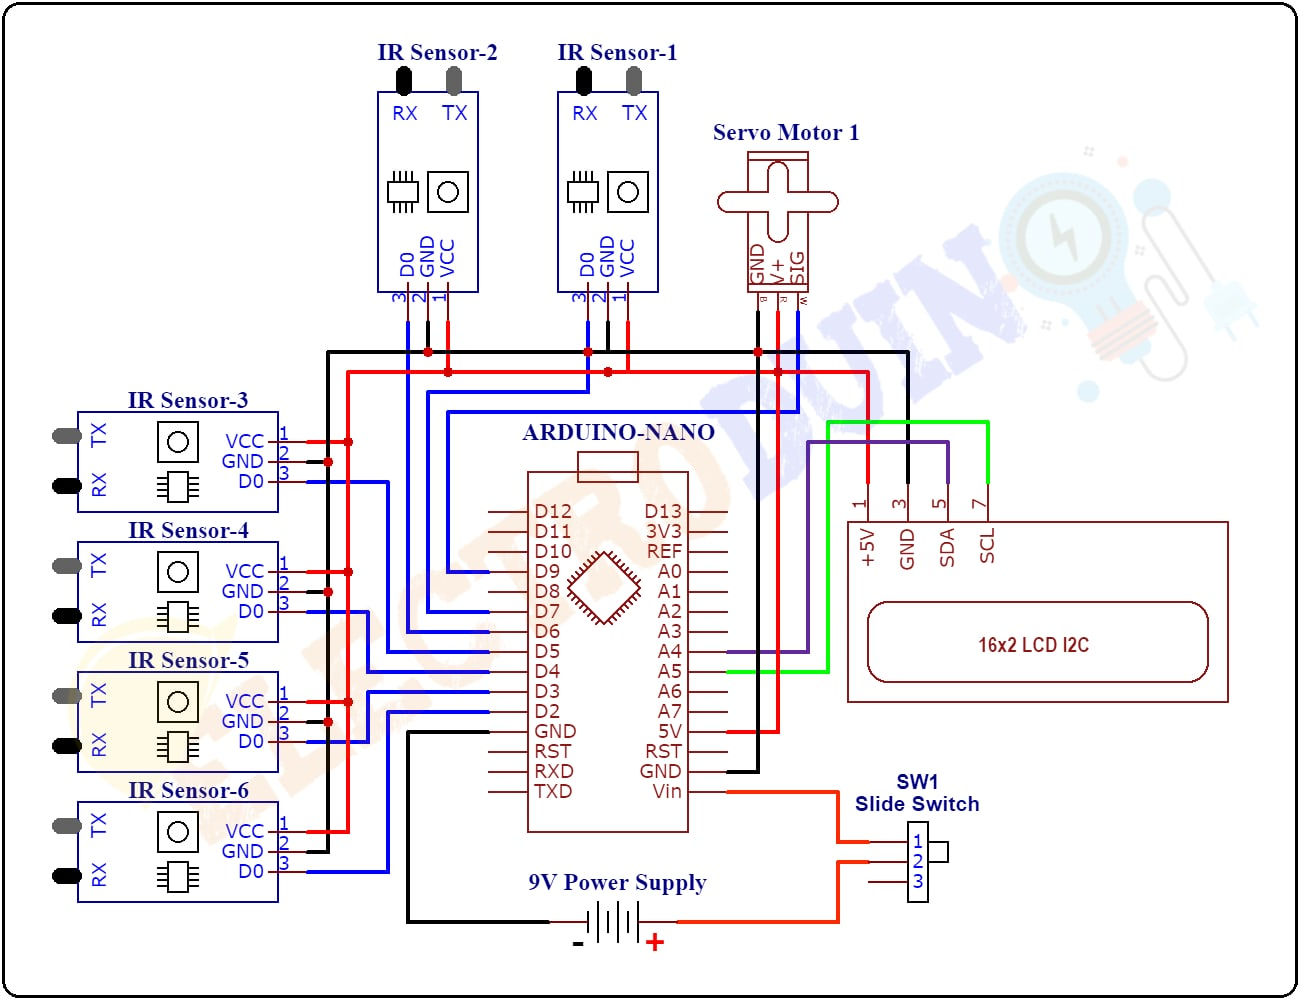 IR Sensor-2
IR Sensor-1
RX TX
RX TX
Servo Motor 1
D0 GND VCC
3 2 1
D0 GND VCC
3 2 1
GND V+ SIG
B R W
IR Sensor-3
TX
RX
VCC 1
GND 2
D0 3
IR Sensor-4
TX
RX
VCC 1
GND 2
D0 3
IR Sensor-5
TX
RX
VCC 1
GND 2
D0 3
IR Sensor-6
TX
RX
VCC 1
GND 2
D0 3
ARDUINO-NANO
D12 D13
D11 3V3
D10 REF
D9 A0
D8 A1
D7 A2
D6 A3
D5 A4
D4 A5
D3 A6
D2 A7
GND 5V
RST RST
RXD GND
TXD Vin
1 3 5 7
+5V GND SDA SCL
16x2 LCD I2C
SW1
Slide Switch
1
2
3
9V Power Supply
- +
ELECTRODUINO